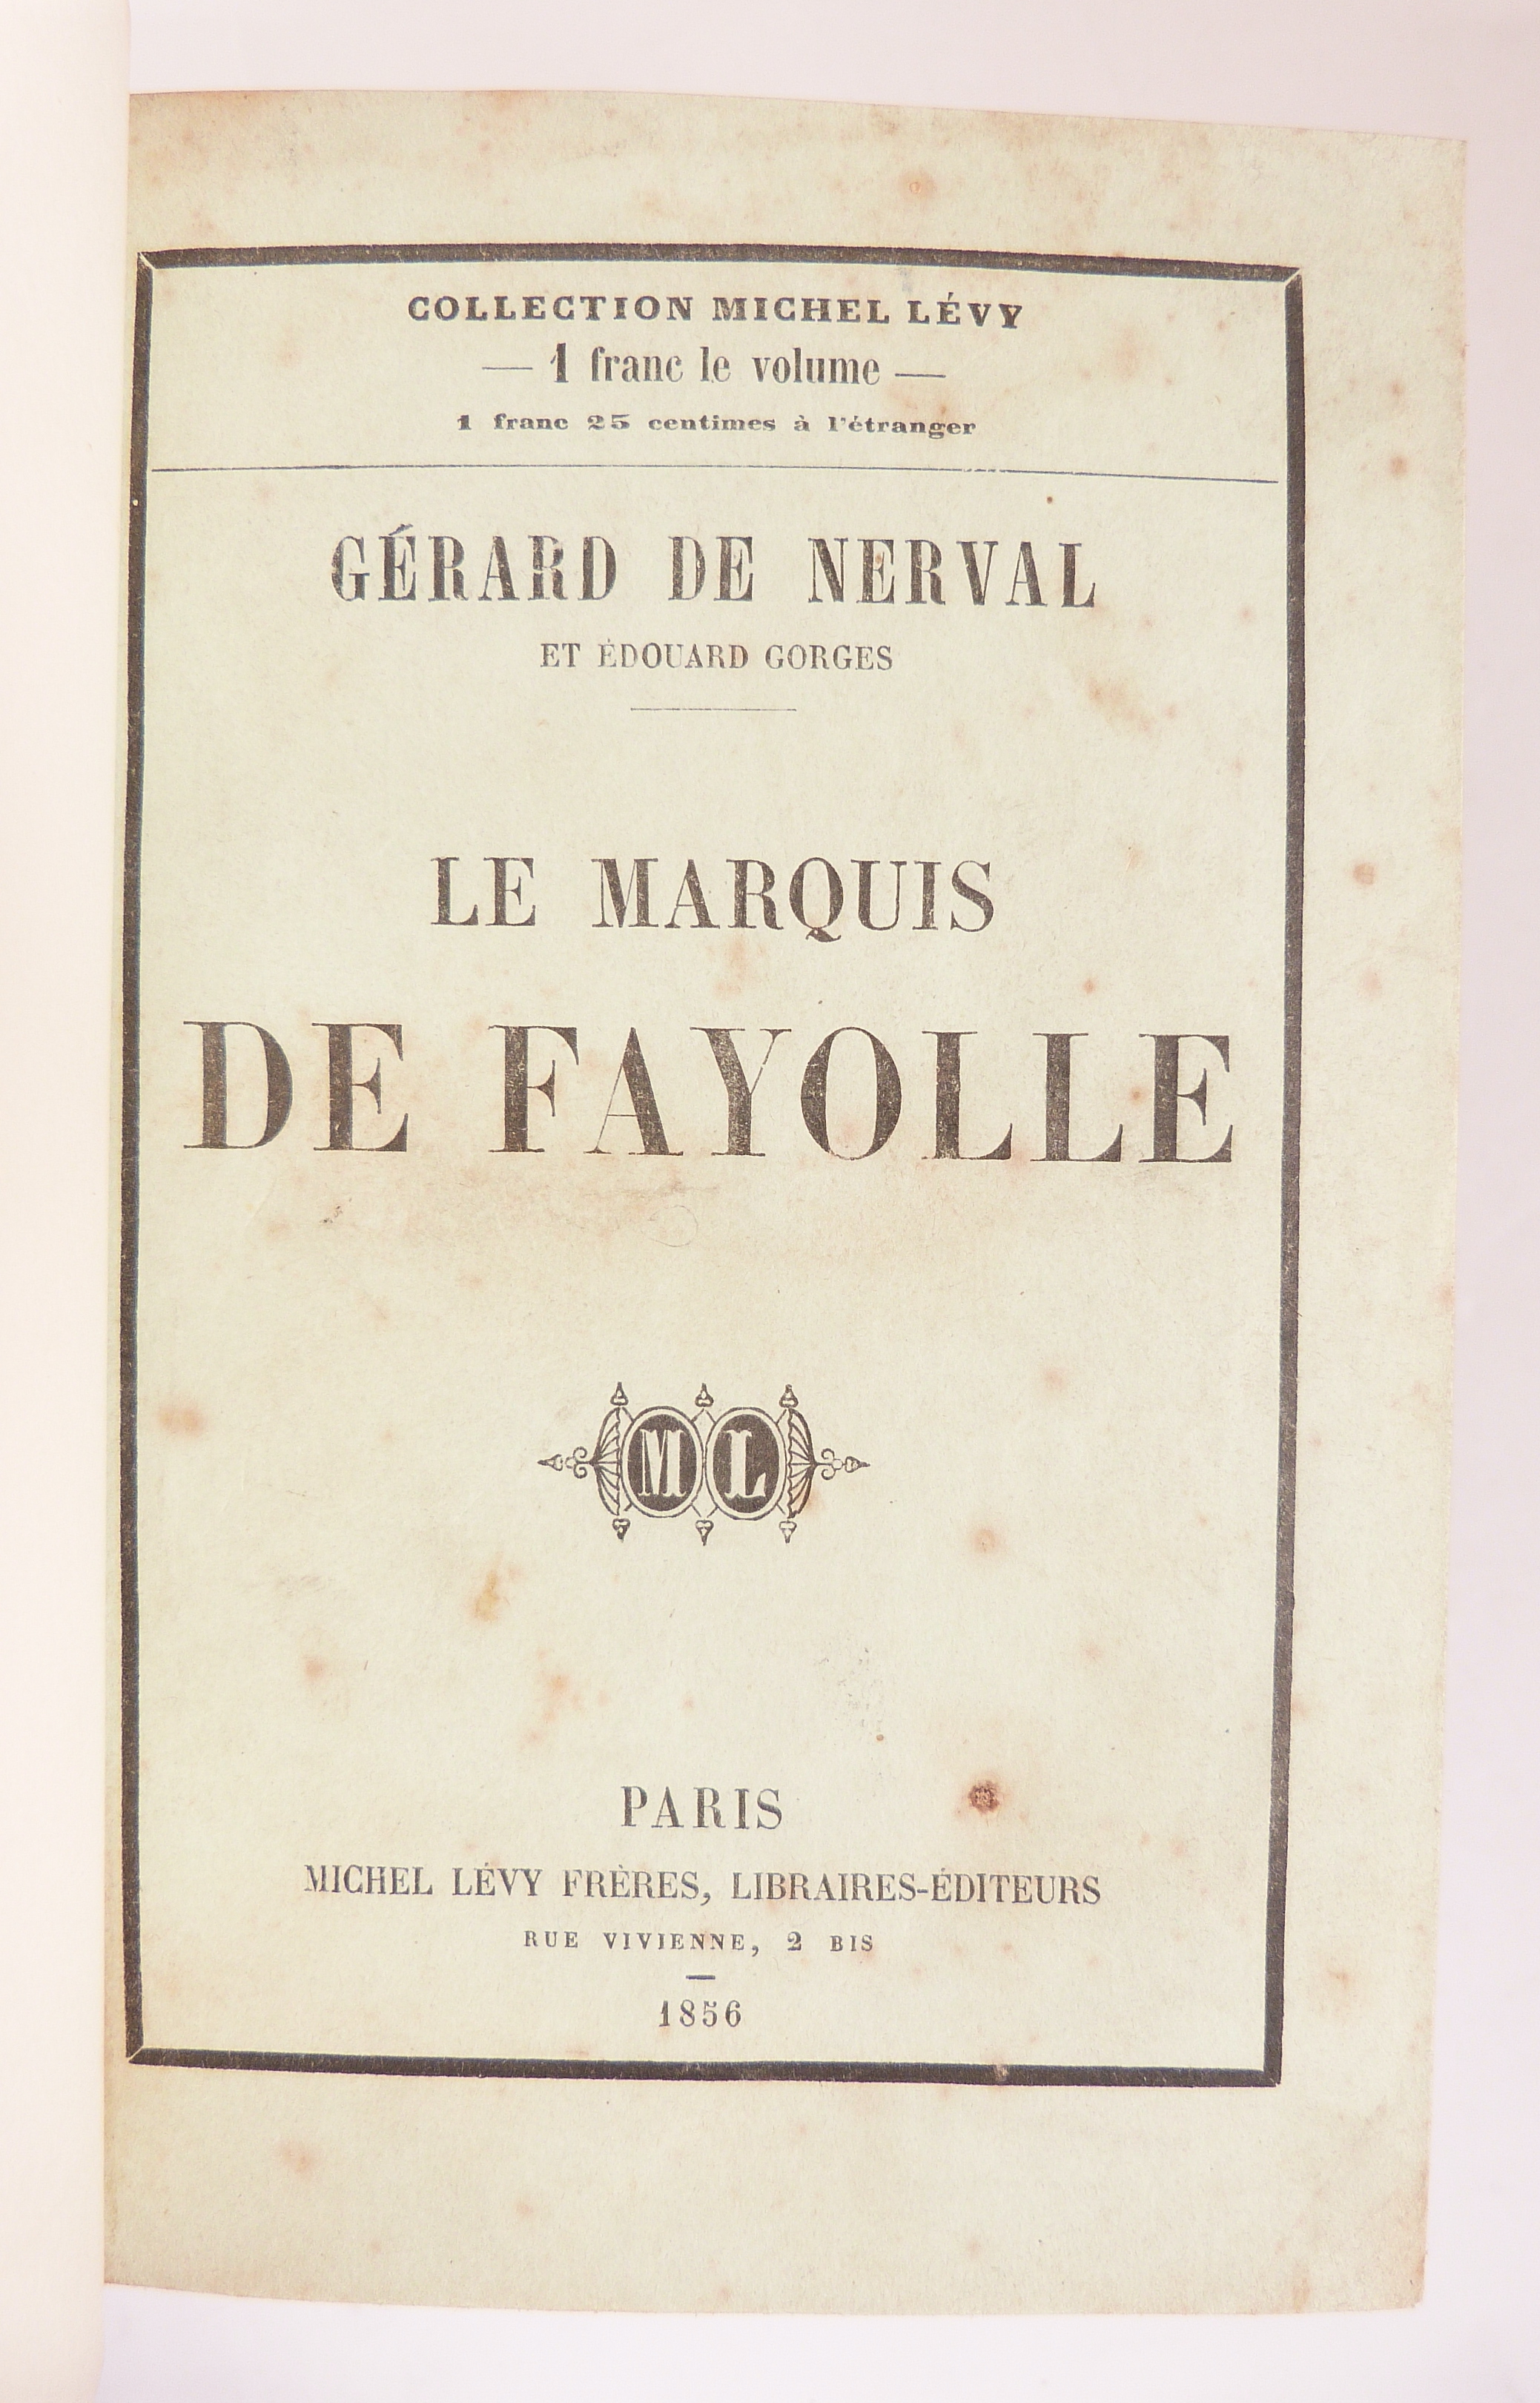 COLLECTION MICHEL LÉVY
— 1 franc le volume —
1 franc 25 centimes à l'étranger
GÉRARD DE NERVAL
ET ÉDOUARD GORGES
LE MARQUIS
DE FAYOLLE
ML
PARIS
MICHEL LÉVY FRÈRES, LIBRAIRES-ÉDITEURS
RUE VIVIENNE, 2 BIS
1856